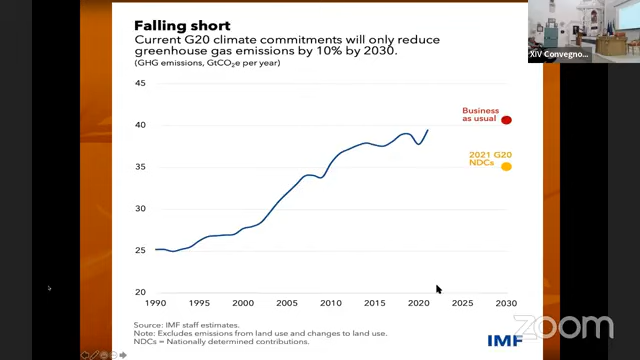 Falling short
Current G20 climate commitments will only reduce
greenhouse gas emissions by 10% by 2030.
(GHG emissions, GtCO₂e per year)
45
40
35
30
25
20
Business
as usual
2021 G20
NDCs
1990
1995
2000
2005
2010
2015
2020
2025
2030
Source: IMF staff estimates.
Note: Excludes emissions from land use and changes to land use.
NDCs = Nationally determined contributions.
IMF
zoom
XIV Convegno...